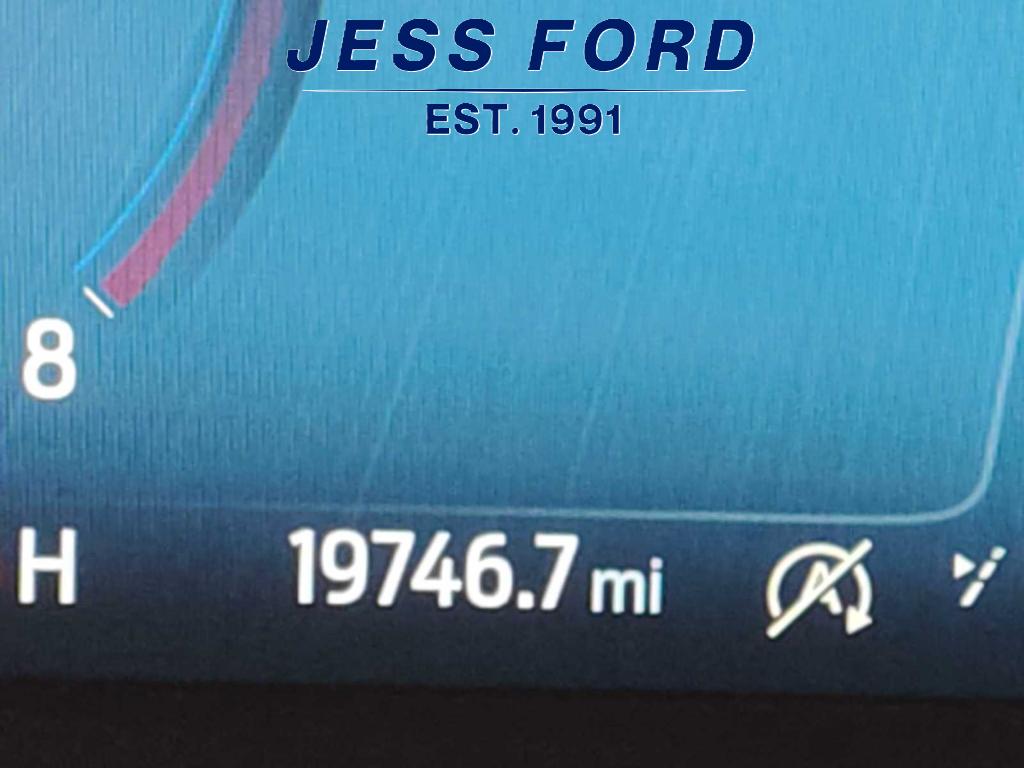 JESS FORD
EST. 1991
8
H 19746.7 mi
A